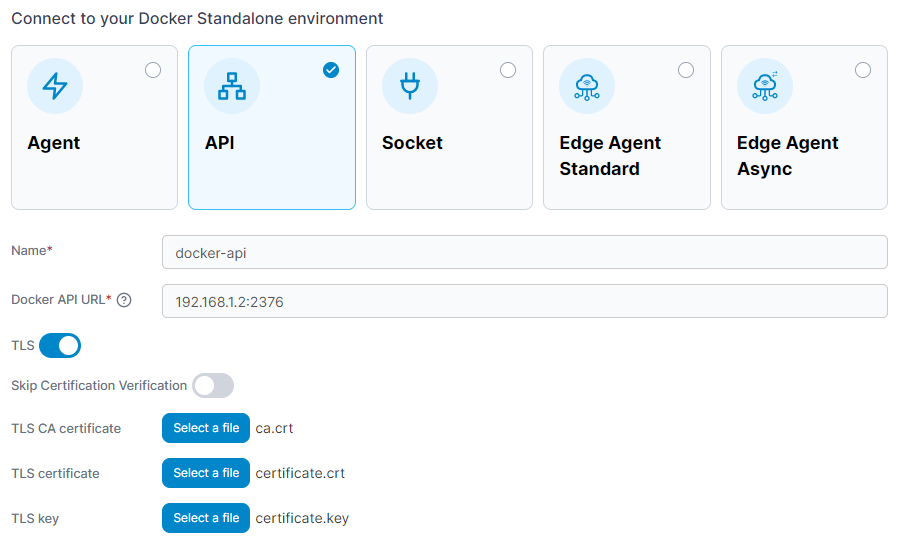 Connect to your Docker Standalone environment
Agent
API
Socket
Edge Agent
Standard
Edge Agent
Async
Name*
docker-api
Docker API URL* ?
192.168.1.2:2376
TLS
Skip Certification Verification
TLS CA certificate Select a file ca.crt
TLS certificate Select a file certificate.crt
TLS key Select a file certificate.key